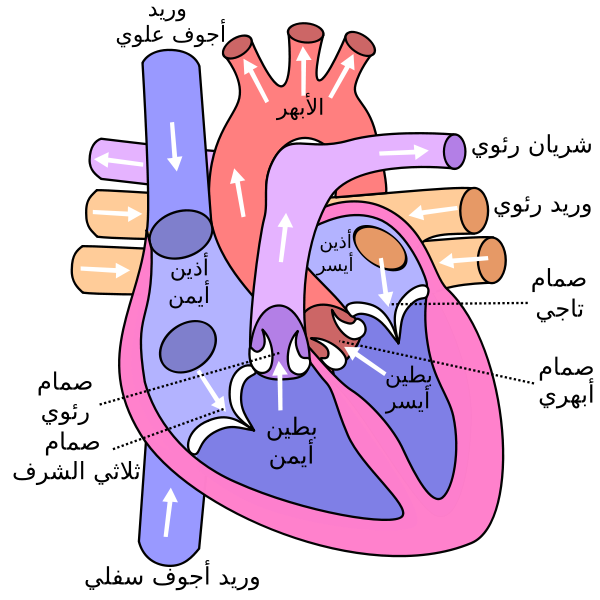 وريد
أجوف علوي
الأبهر
شريان رئوي
وريد رئوي
أذين
أيسر
أذين
أيمن
صمام
تاجي
صمام
أبهري
بطين
أيسر
صمام
رئوي
بطين
أيمن
صمام
ثلاثي الشرف
وريد أجوف سفلي